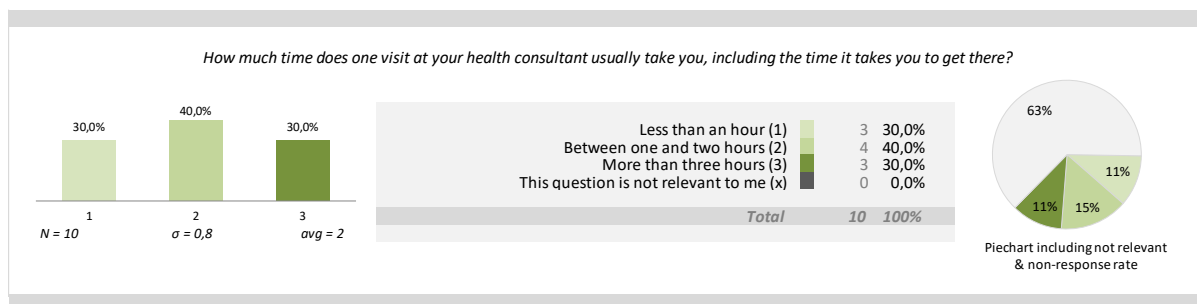 How much time does one visit at your health consultant usually take you, including the time it takes you to get there?
30,0%
40,0%
30,0%
1
2
3
N = 10
σ = 0,8
avg = 2
Less than an hour (1) 3 30,0%
Between one and two hours (2) 4 40,0%
More than three hours (3) 3 30,0%
This question is not relevant to me (x) 0 0,0%
Total 10 100%
63%
11%
15%
11%
Piechart including not relevant
& non-response rate